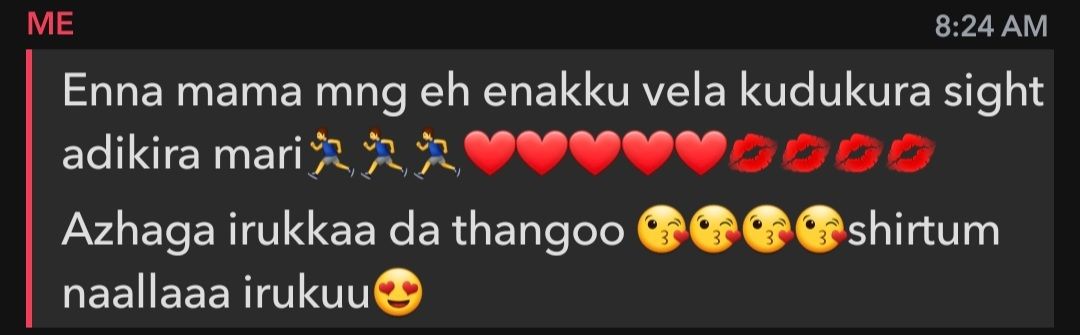 ME
8:24 AM
Enna mama mng eh enakku vela kudukura sight
adikira mari🏃‍♂️🏃‍♂️🏃‍♂️❤️❤️❤️❤️❤️💋💋💋💋
Azhaga irukkaa da thangoo 😘😘😘😘shirtum
naallaaa irukuu😍